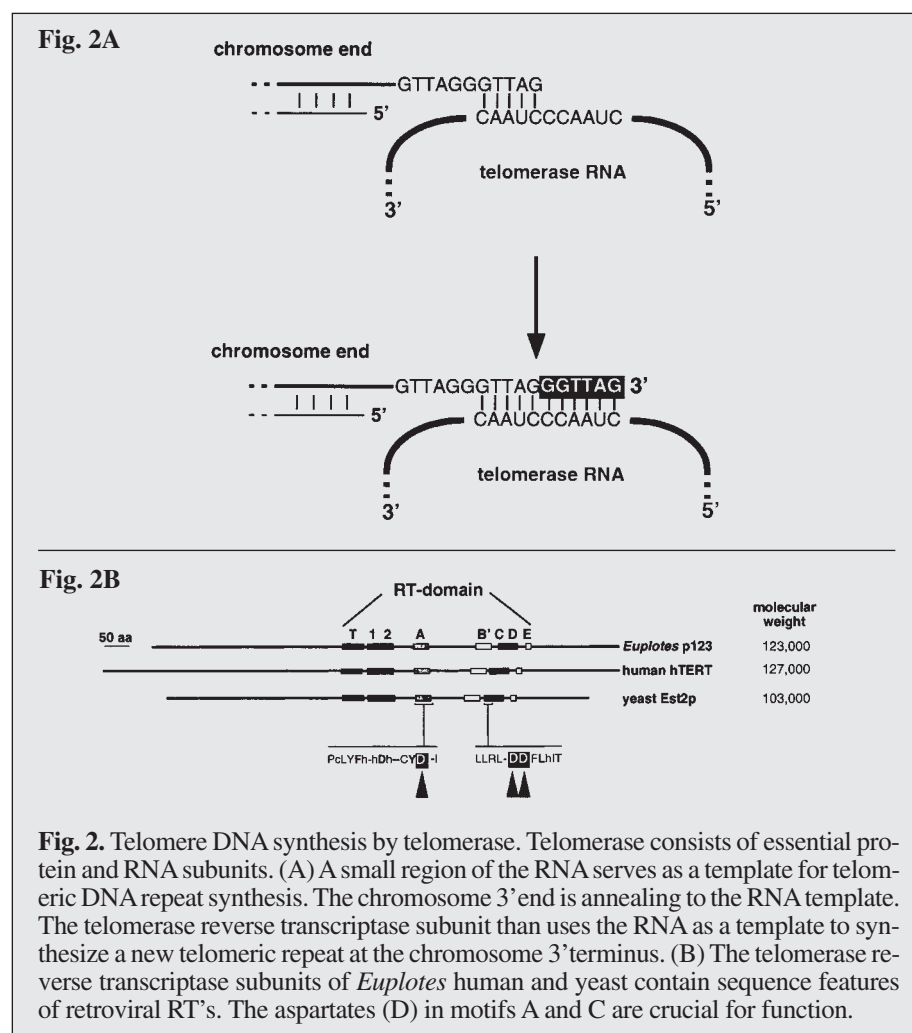 Fig. 2A
chromosome end
GTTAGGGTTAG
5’
CAAUCCCAAUC
telomerase RNA
3’
5’
chromosome end
GTTAGGGTTAGGGTTAG 3’
5’
CAAUCCCAAUC
telomerase RNA
3’
5’
Fig. 2B
RT-domain
molecular
weight
50 aa
T 1 2 A B' C D E
Euplotes p123 123,000
human hTERT 127,000
yeast Est2p 103,000
PcLYFh-hDh--CYD-I LLRL-DDFLhIT
Fig. 2. Telomere DNA synthesis by telomerase. Telomerase consists of essential pro-
tein and RNA subunits. (A) A small region of the RNA serves as a template for telom-
eric DNA repeat synthesis. The chromosome 3’end is annealing to the RNA template.
The telomerase reverse transcriptase subunit than uses the RNA as a template to syn-
thesize a new telomeric repeat at the chromosome 3’terminus. (B) The telomerase re-
verse transcriptase subunits of Euplotes human and yeast contain sequence features
of retroviral RT’s. The aspartates (D) in motifs A and C are crucial for function.